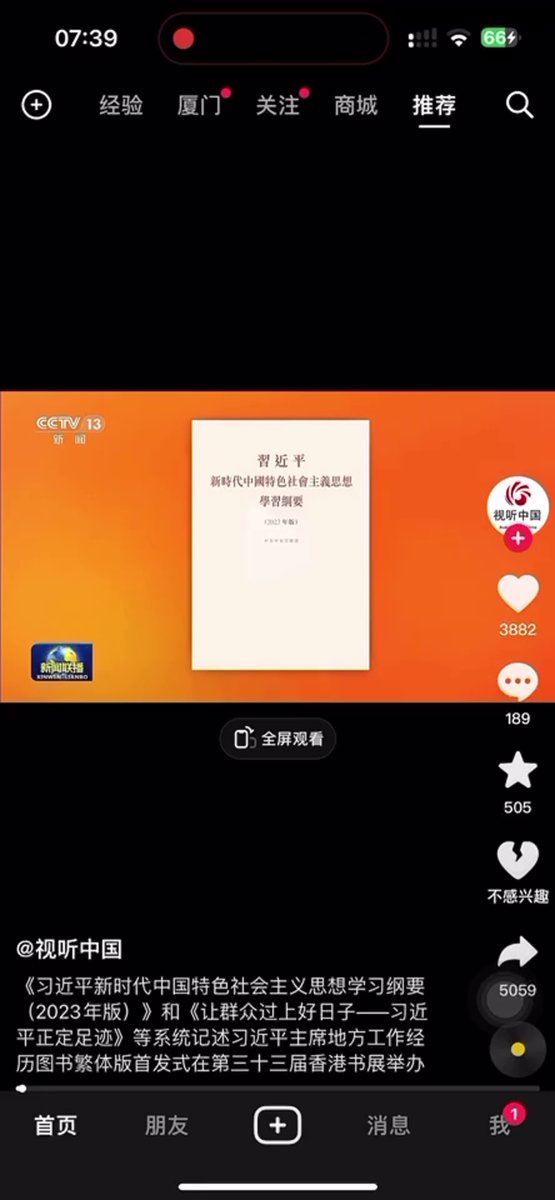 07:39
66
经验 厦门 关注 商城 推荐
CCTV 13
新闻
習近平
新時代中國特色社會主義思想
學習綱要
（2023年版）
视听中国
3882
新闻联播
XINWEN LIANBO
189
全屏观看
505
不感兴趣
@视听中国
《习近平新时代中国特色社会主义思想学习纲要
（2023年版）》和《让群众过上好日子——习近
平正定足迹》等系统记述习近平主席地方工作经
历图书繁体版首发式在第三十三届香港书展举办
5059
首页 朋友 消息 我 1